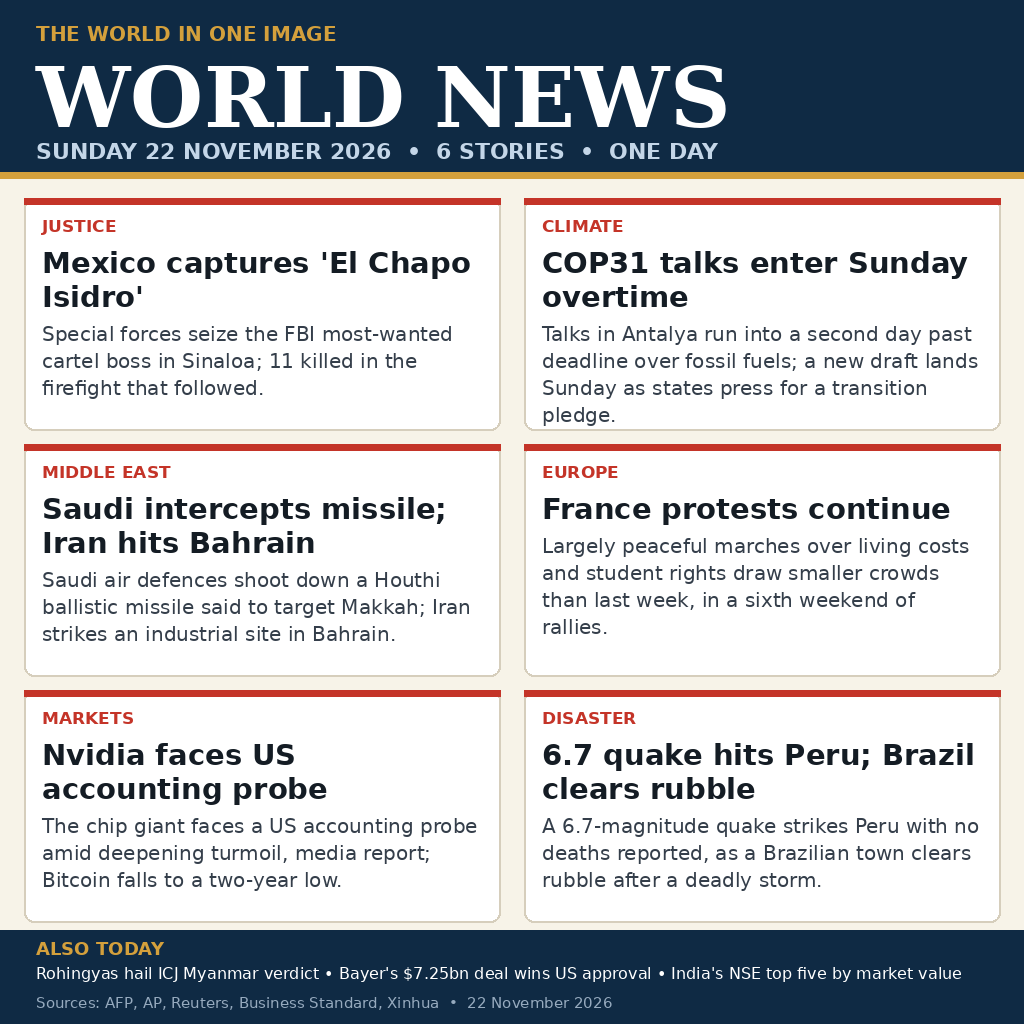 THE WORLD IN ONE IMAGE
WORLD NEWS
SUNDAY 22 NOVEMBER 2026 • 6 STORIES • ONE DAY
JUSTICE
Mexico captures 'El Chapo
Isidro'
Special forces seize the FBI most-wanted
cartel boss in Sinaloa; 11 killed in the
firefight that followed.
CLIMATE
COP31 talks enter Sunday
overtime
Talks in Antalya run into a second day past
deadline over fossil fuels; a new draft lands
Sunday as states press for a transition
pledge.
MIDDLE EAST
Saudi intercepts missile;
Iran hits Bahrain
Saudi air defences shoot down a Houthi
ballistic missile said to target Makkah; Iran
strikes an industrial site in Bahrain.
EUROPE
France protests continue
Largely peaceful marches over living costs
and student rights draw smaller crowds
than last week, in a sixth weekend of
rallies.
MARKETS
Nvidia faces US
accounting probe
The chip giant faces a US accounting probe
amid deepening turmoil, media report;
Bitcoin falls to a two-year low.
DISASTER
6.7 quake hits Peru; Brazil
clears rubble
A 6.7-magnitude quake strikes Peru with no
deaths reported, as a Brazilian town clears
rubble after a deadly storm.
ALSO TODAY
Rohingyas hail ICJ Myanmar verdict • Bayer's $7.25bn deal wins US approval • India's NSE top five by market value
Sources: AFP, AP, Reuters, Business Standard, Xinhua • 22 November 2026